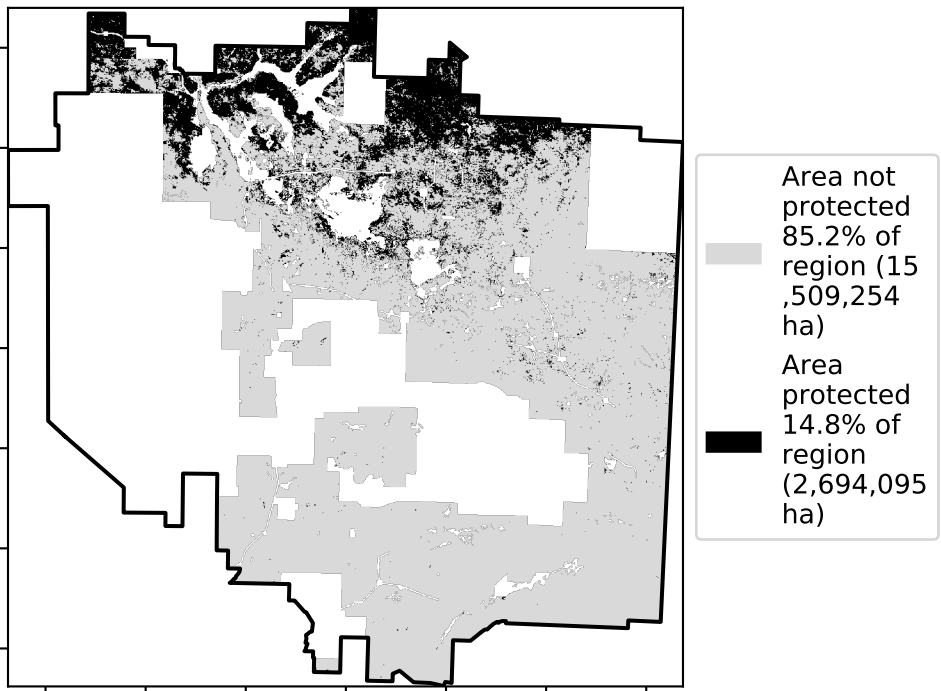 Area not
protected
85.2% of
region (15
,509,254
ha)
Area
protected
14.8% of
region
(2,694,095
ha)